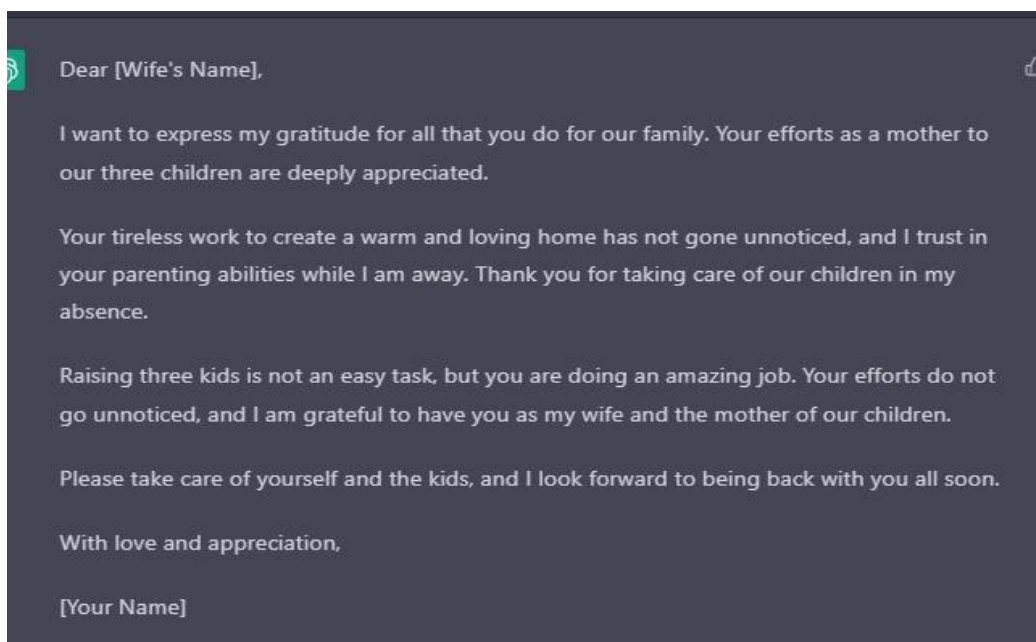 Dear [Wife's Name],
I want to express my gratitude for all that you do for our family. Your efforts as a mother to
our three children are deeply appreciated.
Your tireless work to create a warm and loving home has not gone unnoticed, and I trust in
your parenting abilities while I am away. Thank you for taking care of our children in my
absence.
Raising three kids is not an easy task, but you are doing an amazing job. Your efforts do not
go unnoticed, and I am grateful to have you as my wife and the mother of our children.
Please take care of yourself and the kids, and I look forward to being back with you all soon.
With love and appreciation,
[Your Name]